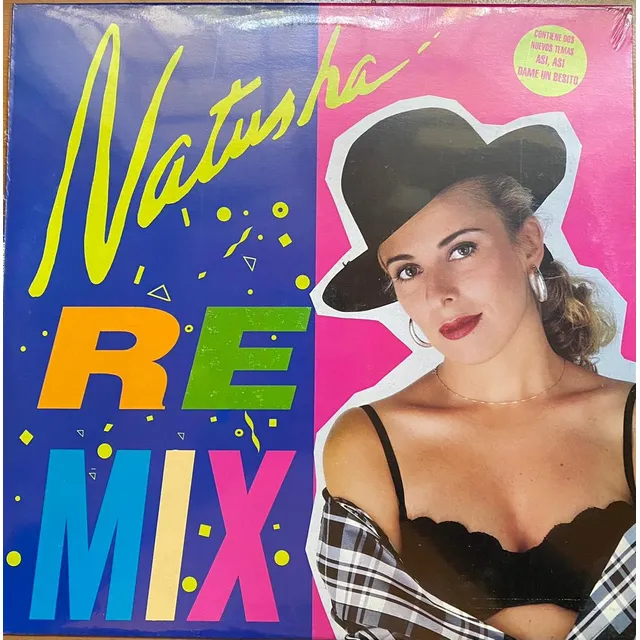 Natusha
RE
MIX
CONTIENE DOS
NUEVOS TEMAS
ASI, ASI
DAME UN BESITO